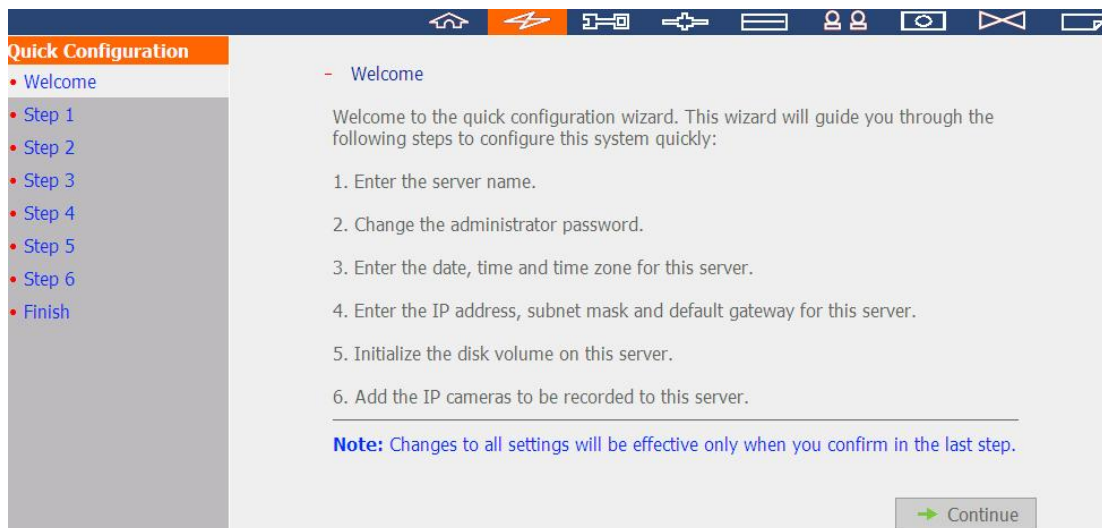 Quick Configuration
• Welcome
• Step 1
• Step 2
• Step 3
• Step 4
• Step 5
• Step 6
• Finish
- Welcome
Welcome to the quick configuration wizard. This wizard will guide you through the
following steps to configure this system quickly:
1. Enter the server name.
2. Change the administrator password.
3. Enter the date, time and time zone for this server.
4. Enter the IP address, subnet mask and default gateway for this server.
5. Initialize the disk volume on this server.
6. Add the IP cameras to be recorded to this server.
Note: Changes to all settings will be effective only when you confirm in the last step.
Continue